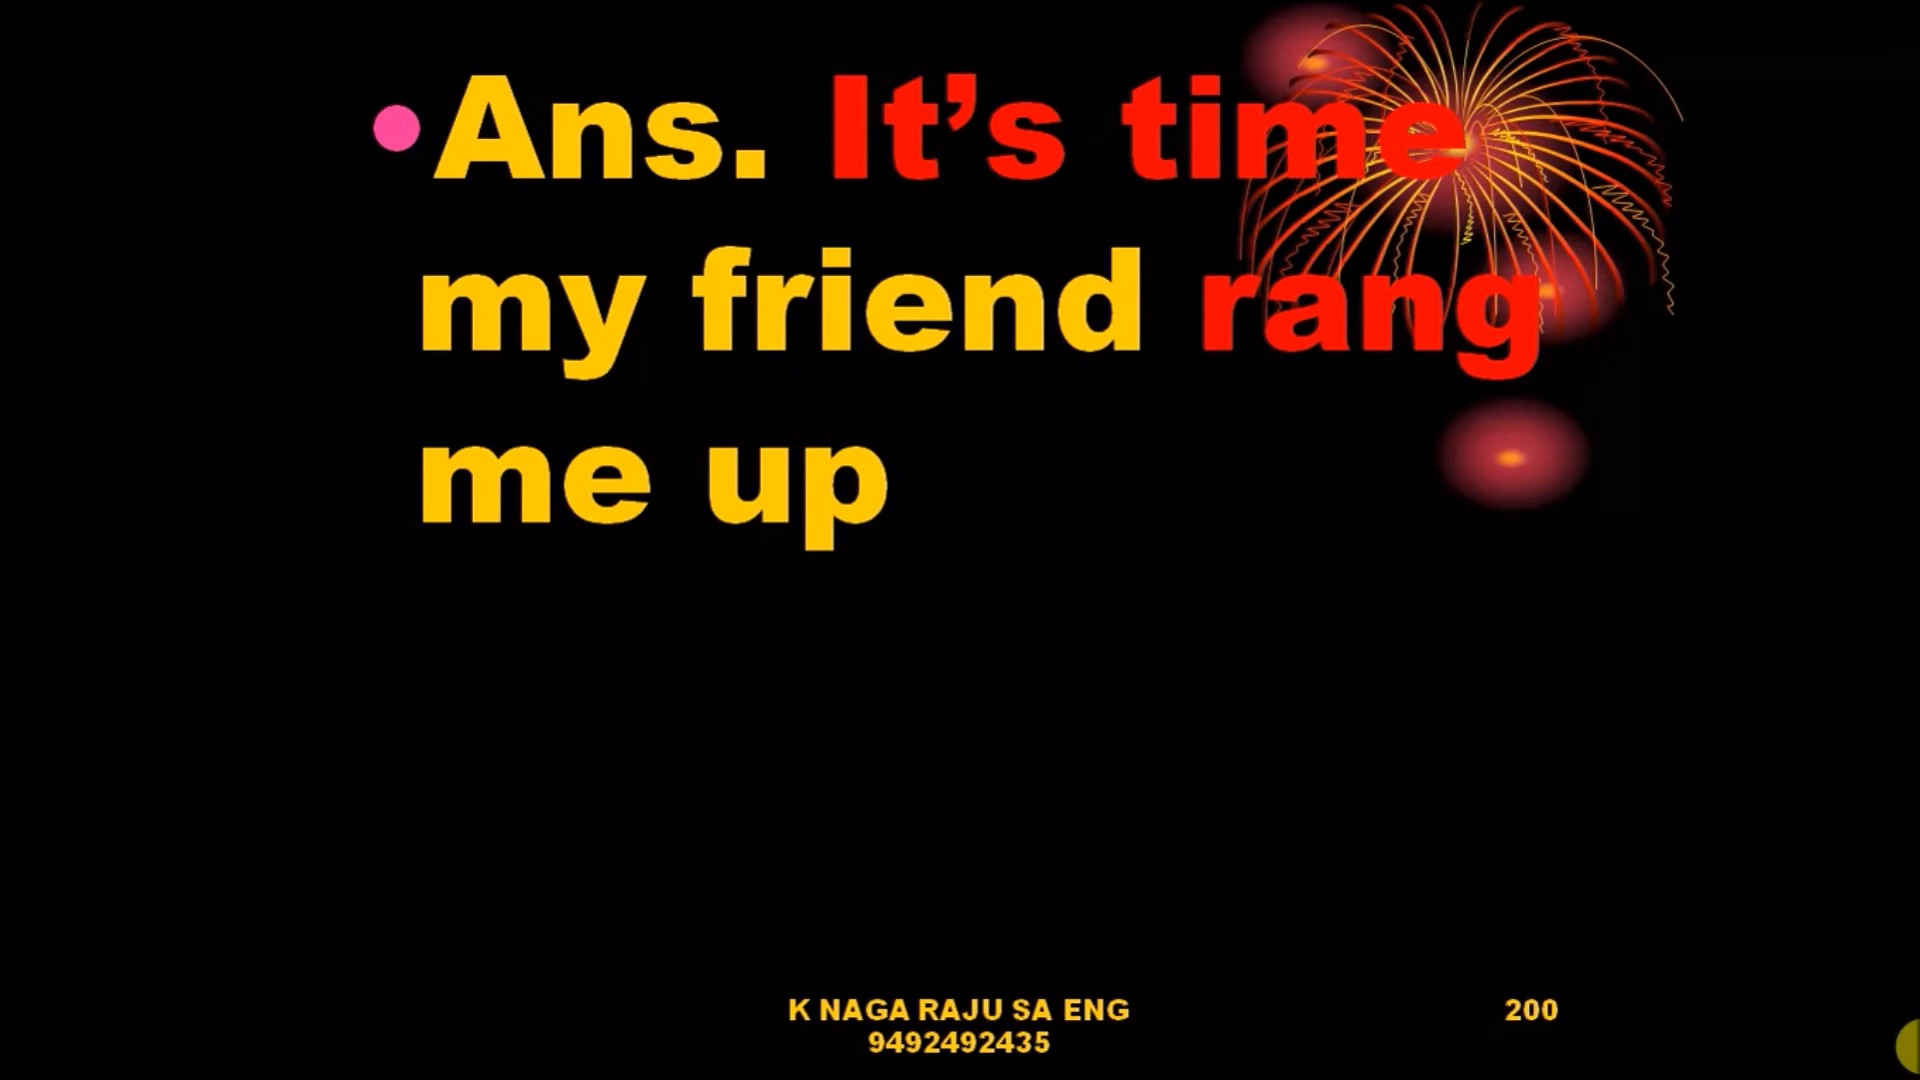 •Ans. It’s time
my friend rang
me up
K NAGA RAJU SA ENG
9492492435
200